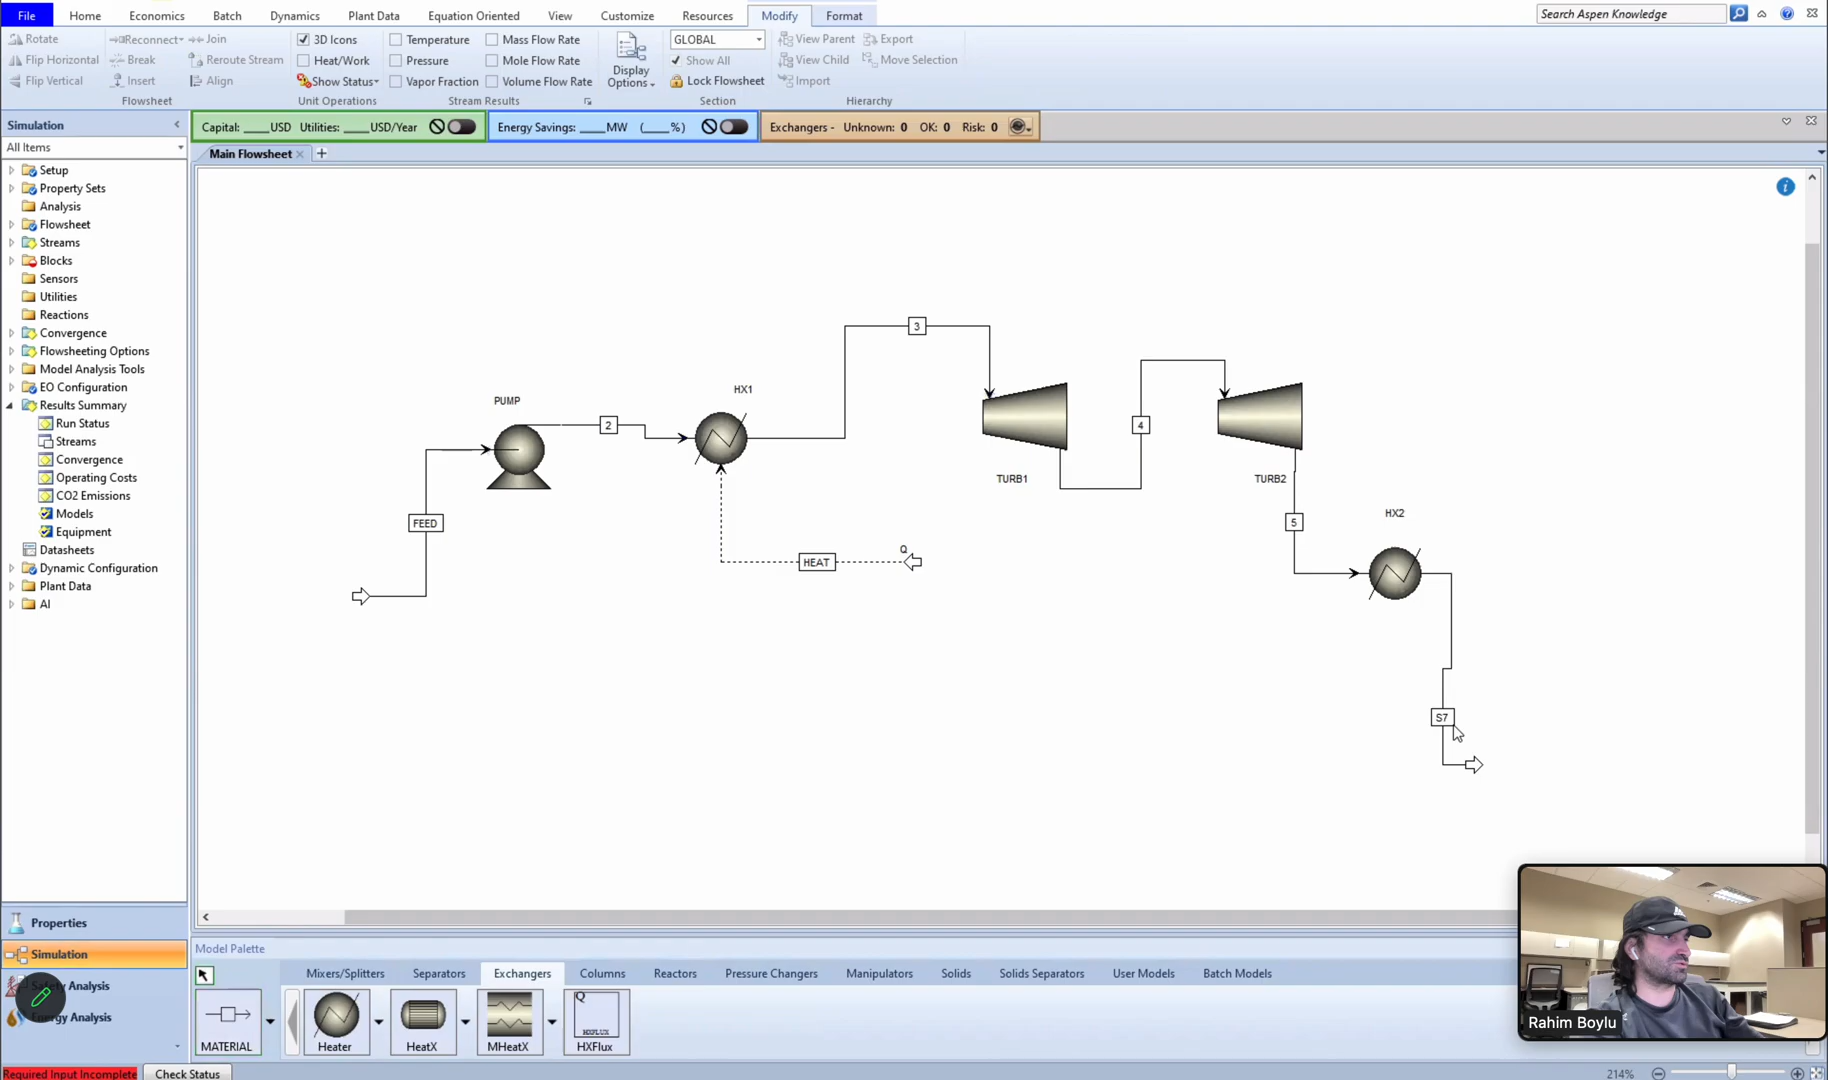 File Home Economics Batch Dynamics Plant Data Equation Oriented View Customize Resources Modify Format Search Aspen Knowledge
Rotate Reconnect Join 3D Icons Temperature Mass Flow Rate GLOBAL View Parent Export
Flip Horizontal Break Reroute Stream Heat/Work Pressure Mole Flow Rate Show All View Child Move Selection
Flip Vertical Insert Align Show Status Vapor Fraction Volume Flow Rate Display Options Lock Flowsheet Import
Flowsheet Unit Operations Stream Results Section Hierarchy
Simulation
Capital: ____USD Utilities: ____USD/Year Energy Savings: ____MW (____%) Exchangers - Unknown: 0 OK: 0 Risk: 0
All Items
Main Flowsheet
Setup
Property Sets
Analysis
Flowsheet
Streams
Blocks
Sensors
Utilities
Reactions
Convergence
Flowsheeting Options
Model Analysis Tools
EO Configuration
Results Summary
Run Status
Streams
Convergence
Operating Costs
CO2 Emissions
Models
Equipment
Datasheets
Dynamic Configuration
Plant Data
AI
3
HX1
PUMP
2
4
TURB1
TURB2
FEED
5
HX2
Q
HEAT
S7
Properties
Simulation
Safety Analysis
Energy Analysis
Model Palette
Mixers/Splitters Separators Exchangers Columns Reactors Pressure Changers Manipulators Solids Solids Separators User Models Batch Models
Q
HXFLUX
MATERIAL Heater HeatX MHeatX HXFlux
Rahim Boylu
Required Input Incomplete Check Status 214%